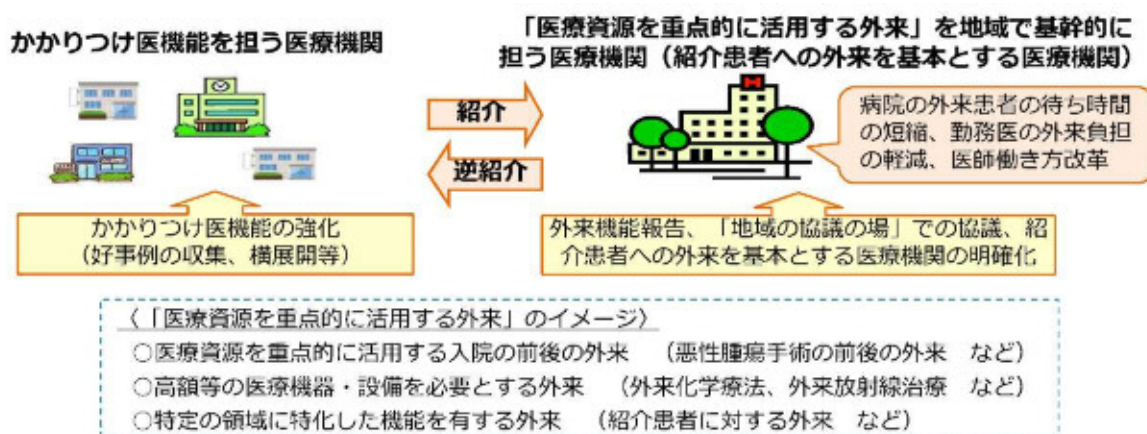 かかりつけ医機能を担う医療機関
「医療資源を重点的に活用する外来」を地域で基幹的に
担う医療機関（紹介患者への外来を基本とする医療機関）
紹介
逆紹介
病院の外来患者の待ち時間
の短縮、勤務医の外来負担
の軽減、医師働き方改革
かかりつけ医機能の強化
（好事例の収集、横展開等）
外来機能報告、「地域の協議の場」での協議、紹
介患者への外来を基本とする医療機関の明確化
〈「医療資源を重点的に活用する外来」のイメージ〉
○医療資源を重点的に活用する入院の前後の外来　（悪性腫瘍手術の前後の外来　など）
○高額等の医療機器・設備を必要とする外来　（外来化学療法、外来放射線治療　など）
○特定の領域に特化した機能を有する外来　（紹介患者に対する外来　など）